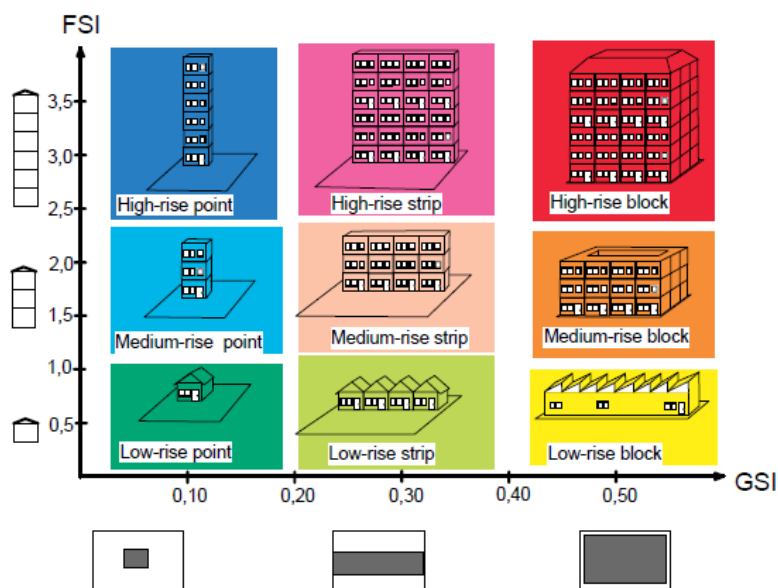 FSI
3,5
3,0
2,5
High-rise point
High-rise strip
High-rise block
2,0
1,5
Medium-rise point
Medium-rise strip
Medium-rise block
1,0
0,5
Low-rise point
Low-rise strip
Low-rise block
0,10
0,20
0,30
0,40
0,50
GSI